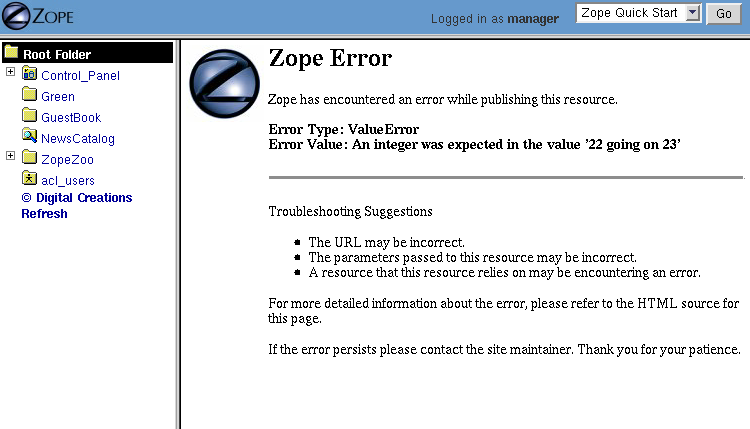 ZOPE
Logged in as manager
Zope Quick Start
Go
Root Folder
Control_Panel
Green
GuestBook
NewsCatalog
ZopeZoo
acl_users
© Digital Creations
Refresh
Zope Error
Zope has encountered an error while publishing this resource.
Error Type: ValueError
Error Value: An integer was expected in the value '22 going on 23'
Troubleshooting Suggestions
• The URL may be incorrect.
• The parameters passed to this resource may be incorrect.
• A resource that this resource relies on may be encountering an error.
For more detailed information about the error, please refer to the HTML source for
this page.
If the error persists please contact the site maintainer. Thank you for your patience.